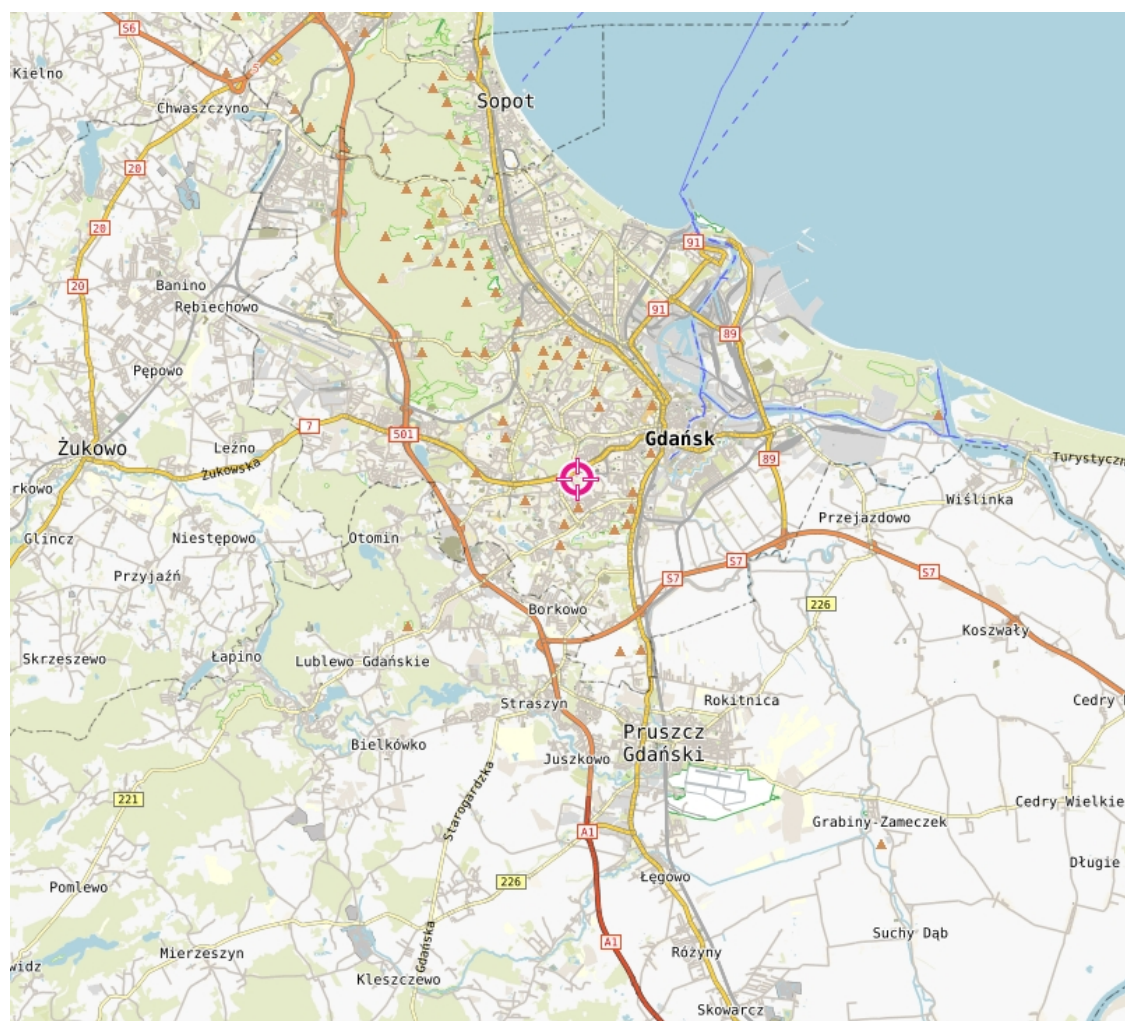 S6
Kielno
Sopot
Chwaszczyno
20
20
91
20
Banino
Rębiechowo
91
89
Pępowo
7
501
Gdańsk
Żukowo
Leźno
Żukowska
89
Turystyczn
rkowo
Wiślinka
Przejazdowo
Glincz
Niestępowo
Otomin
S7
S7
S7
Przyjaźń
226
Borkowo
Koszwały
Skrzeszewo
Łapino
Lublewo Gdańskie
Straszyn
Rokitnica
Cedry
Pruszcz
Gdański
Bielkówko
Juszkowo
Starogardzka
221
Cedry Wielkie
Grabiny-Zameczek
A1
Długie
Łęgowo
226
Pomlewo
Suchy Dąb
Gdańska
A1
Mierzeszyn
Różyny
widz
Kleszczewo
Skowarcz